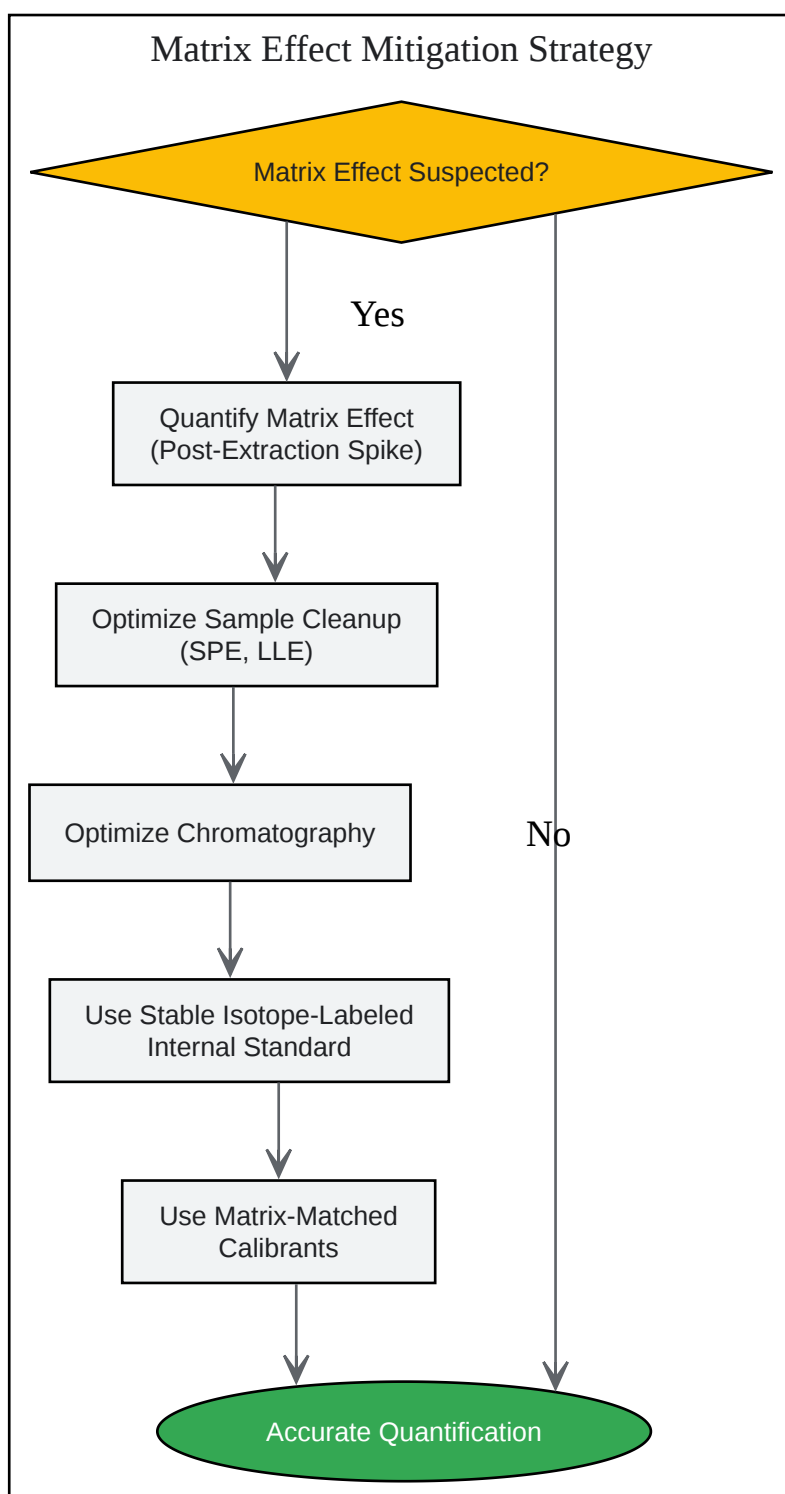 Matrix Effect Mitigation Strategy
Matrix Effect Suspected?
Yes
Quantify Matrix Effect
(Post-Extraction Spike)
Optimize Sample Cleanup
(SPE, LLE)
Optimize Chromatography
No
Use Stable Isotope-Labeled
Internal Standard
Use Matrix-Matched
Calibrants
Accurate Quantification